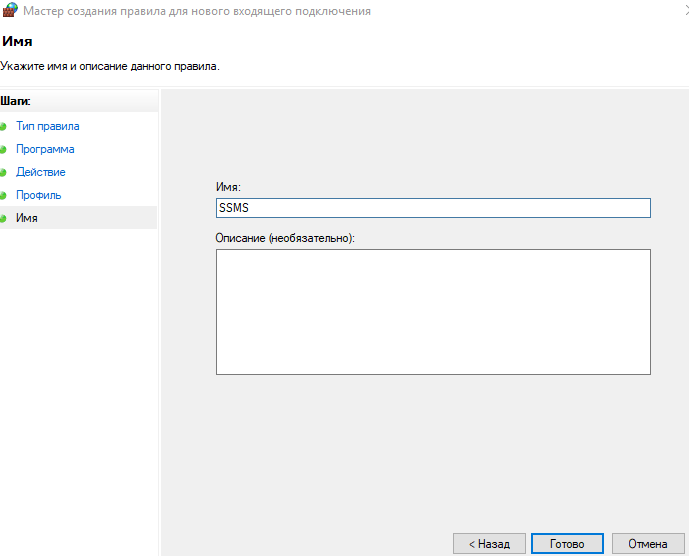 Мастер создания правила для нового входящего подключения
Имя
Укажите имя и описание данного правила.
Шаги:
Тип правила
Программа
Действие
Профиль
Имя
Имя:
SSMS
Описание (необязательно):
< Назад
Готово
Отмена